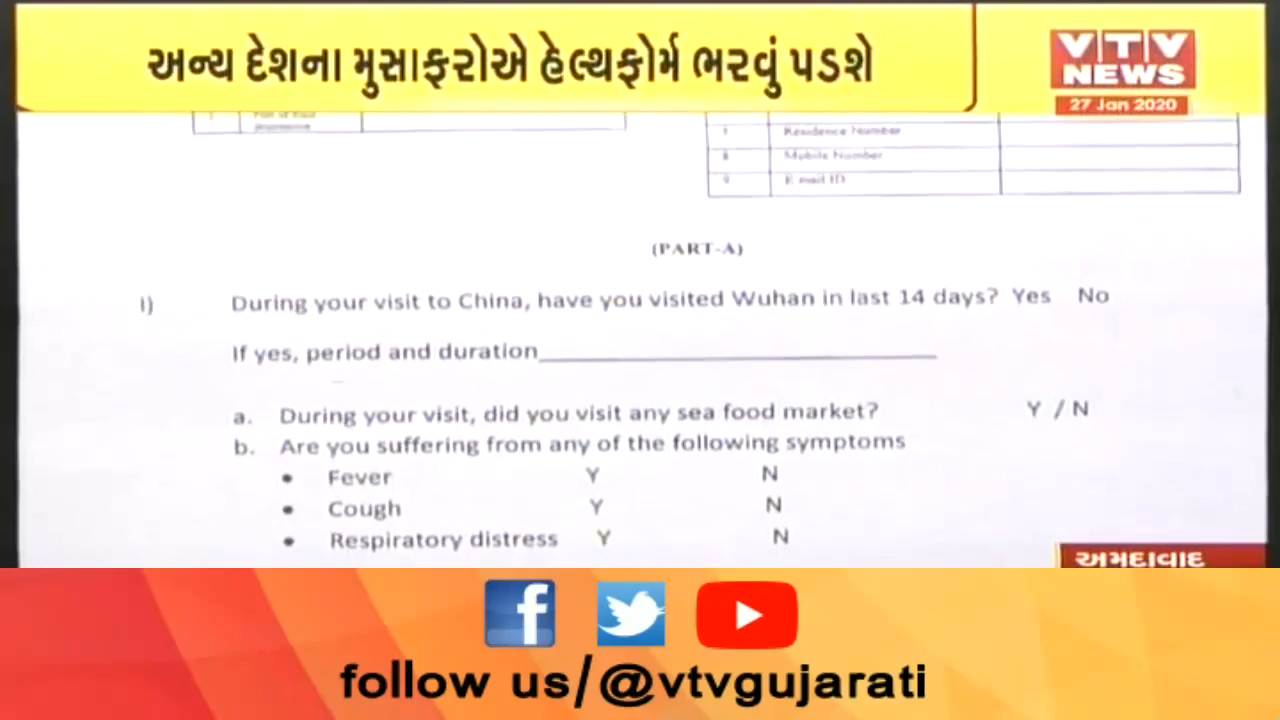 અન્ય દેશના મુસાફરોએ હેલ્થફોર્મ ભરવું પડશે
VTV
NEWS
27 Jan 2020
Residence Number
8 Mobile Number
9 E mail ID
(PART-A)
I) During your visit to China, have you visited Wuhan in last 14 days? Yes No
If yes, period and duration
a. During your visit, did you visit any sea food market? Y / N
b. Are you suffering from any of the following symptoms
• Fever Y N
• Cough Y N
• Respiratory distress Y N
અમદાવાદ
follow us/@vtvgujarati